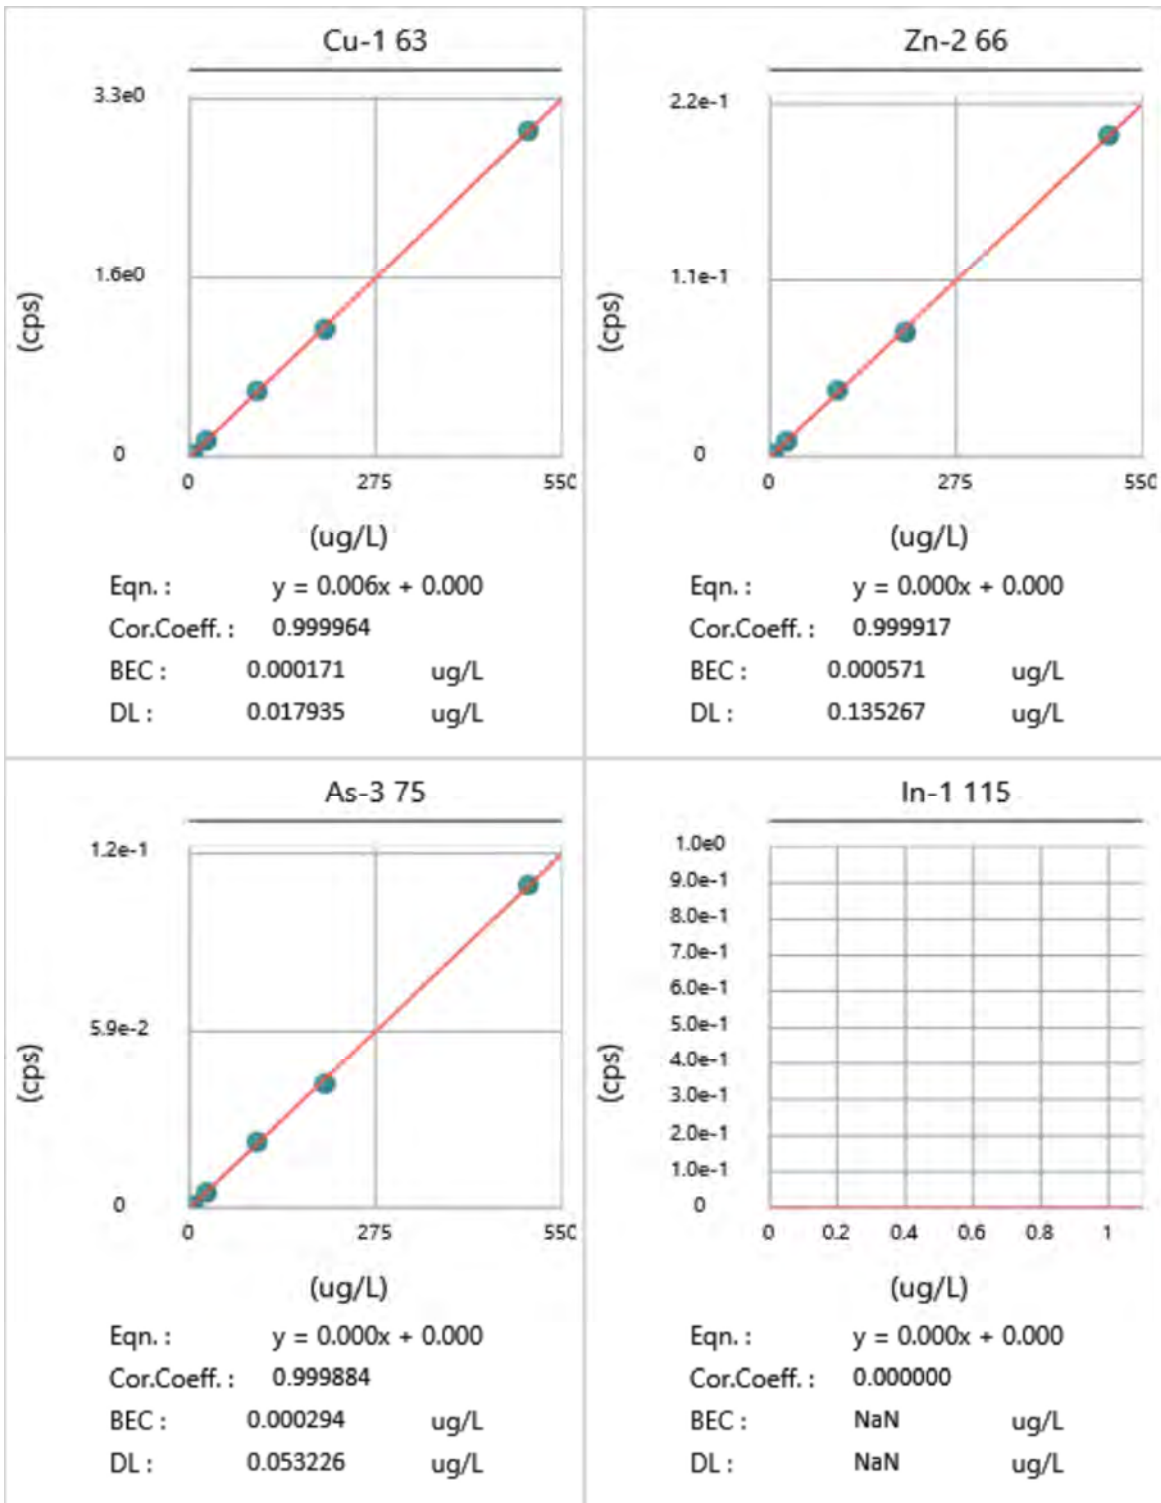 Cu-1 63
3.3e0
1.6e0
0
(cps)
0 275 550
(ug/L)
Eqn. : y = 0.006x + 0.000
Cor.Coeff. : 0.999964
BEC : 0.000171 ug/L
DL : 0.017935 ug/L
Zn-2 66
2.2e-1
1.1e-1
0
(cps)
0 275 550
(ug/L)
Eqn. : y = 0.000x + 0.000
Cor.Coeff. : 0.999917
BEC : 0.000571 ug/L
DL : 0.135267 ug/L
As-3 75
1.2e-1
5.9e-2
0
(cps)
0 275 550
(ug/L)
Eqn. : y = 0.000x + 0.000
Cor.Coeff. : 0.999884
BEC : 0.000294 ug/L
DL : 0.053226 ug/L
In-1 115
1.0e0
9.0e-1
8.0e-1
7.0e-1
6.0e-1
5.0e-1
4.0e-1
3.0e-1
2.0e-1
1.0e-1
0
(cps)
0 0.2 0.4 0.6 0.8 1
(ug/L)
Eqn. : y = 0.000x + 0.000
Cor.Coeff. : 0.000000
BEC : NaN ug/L
DL : NaN ug/L